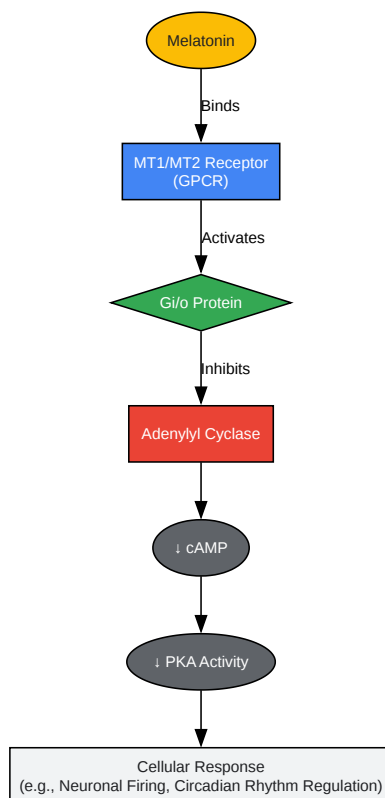 Melatonin
Binds
MT1/MT2 Receptor
(GPCR)
Activates
Gi/o Protein
Inhibits
Adenylyl Cyclase
↓ cAMP
↓ PKA Activity
Cellular Response
(e.g., Neuronal Firing, Circadian Rhythm Regulation)